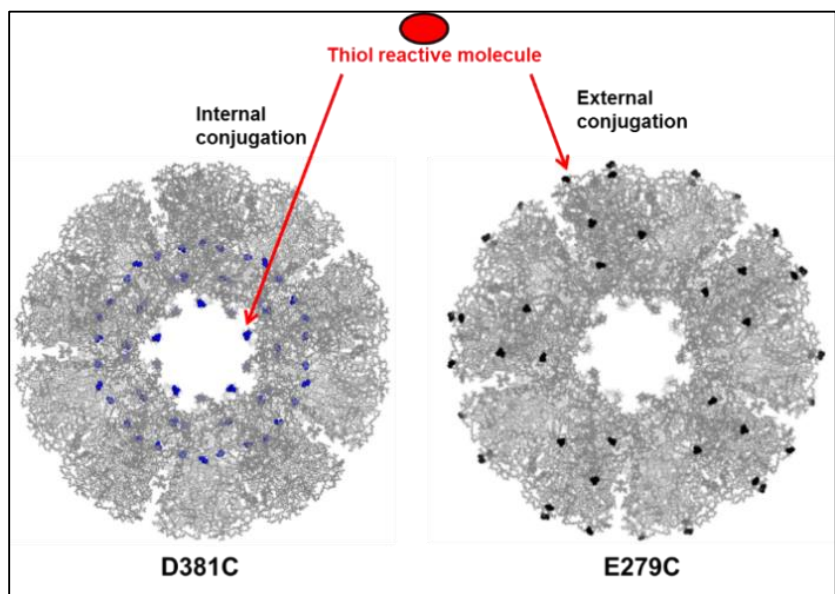 Thiol reactive molecule
Internal
conjugation
External
conjugation
D381C
E279C